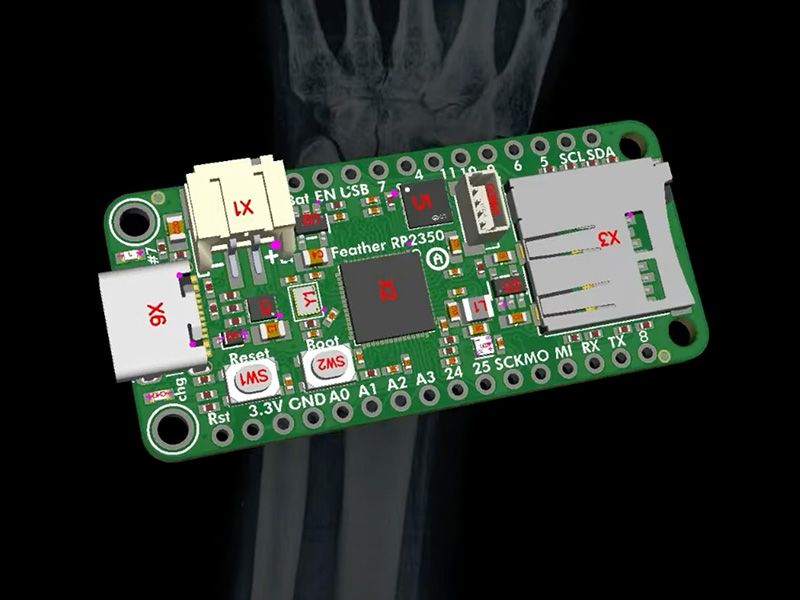 Bat EN USB 7 4 11 10 9 6 5 SCL SDA
X1
U5
X3
Feather RP2350
A
X6
Y1
L1
Reset
Boot
SW1
SW2
chg
Rst 3.3V GND A0 A1 A2 A3 24 25 SCK MO MI RX TX 8
#7
+
-